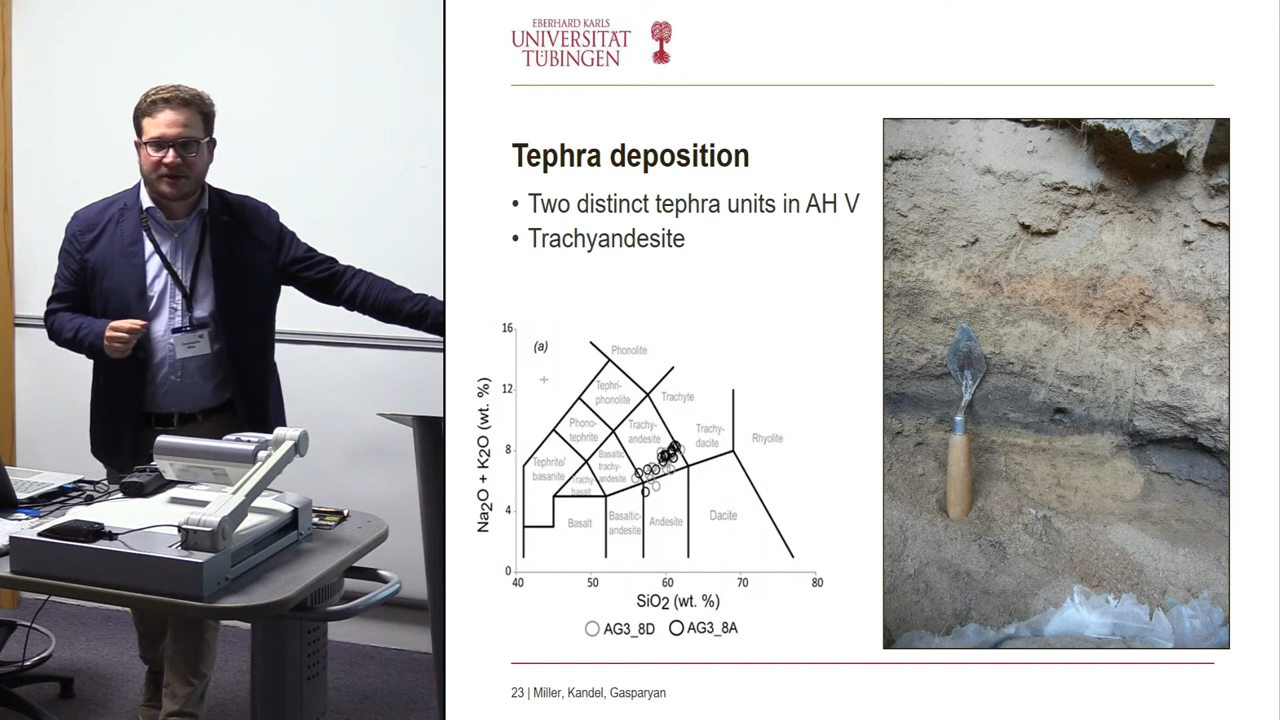 EBERHARD KARLS
UNIVERSITÄT
TÜBINGEN
Tephra deposition
• Two distinct tephra units in AH V
• Trachyandesite
16
12
8
4
0
Na2O + K2O (wt. %)
(a)
Phonolite
Tephri-
phonolite
Trachyte
Phono-
tephrite
Trachy-
andesite
Trachy-
dacite
Rhyolite
Tephrite/
basanite
Basaltic
trachy-
andesite
Trachy
basalt
Basalt
Basaltic-
andesite
Andesite
Dacite
40
50
60
70
80
SiO2 (wt. %)
AG3_8D
AG3_8A
23 | Miller, Kandel, Gasparyan